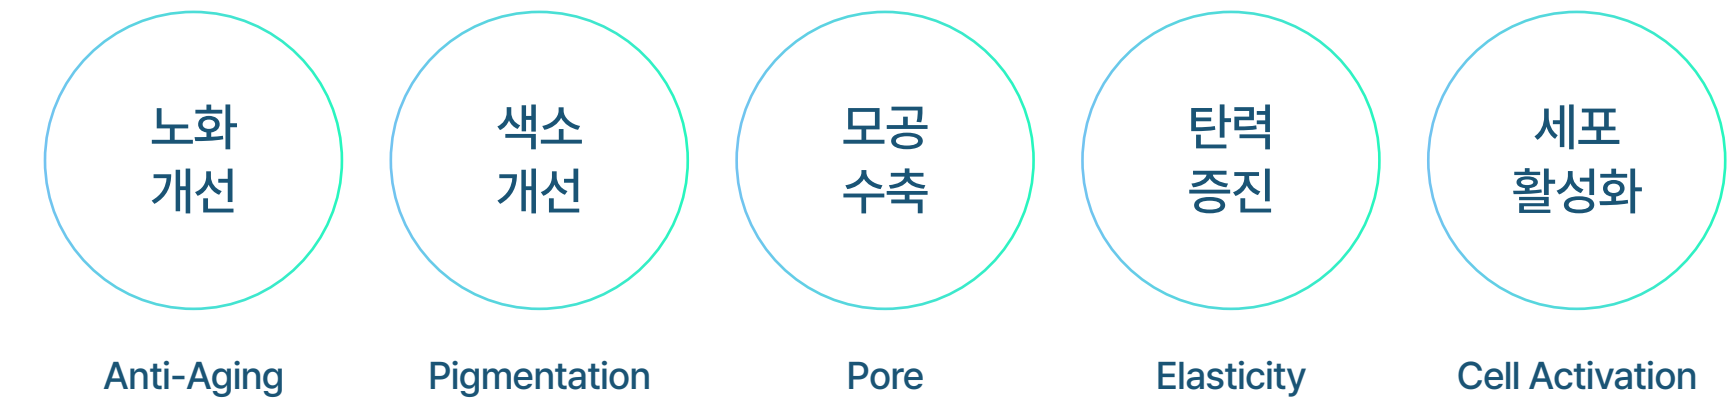 노화
개선
색소
개선
모공
수축
탄력
증진
세포
활성화
Anti-Aging
Pigmentation
Pore
Elasticity
Cell Activation